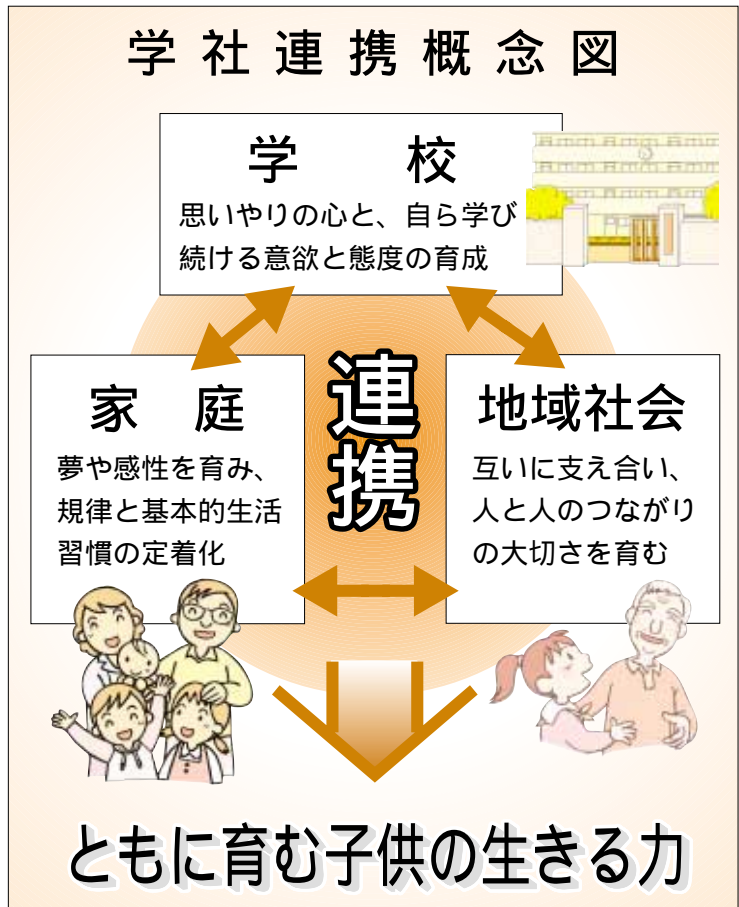 学社連携概念図
学校
思いやりの心と、自ら学び
続ける意欲と態度の育成
連携
家庭
夢や感性を育み、
規律と基本的生活
習慣の定着化
地域社会
互いに支え合い、
人と人のつながり
の大切さを育む
ともに育む子供の生きる力